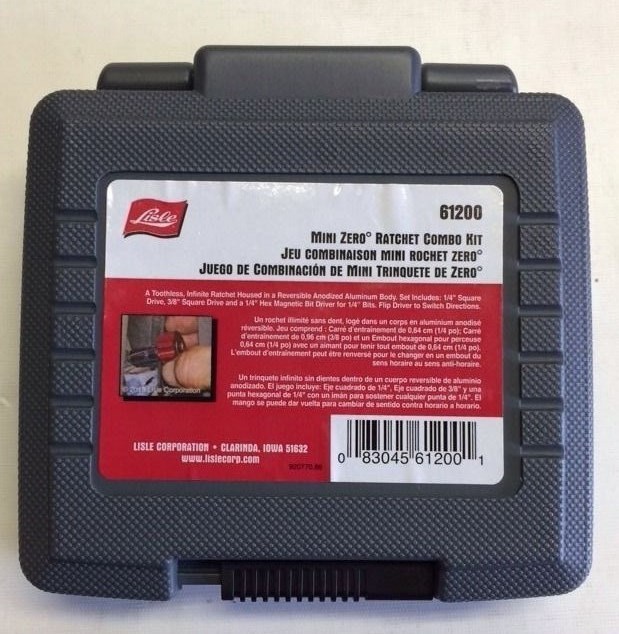 Lisle
61200
MINI ZERO° RATCHET COMBO KIT
JEU COMBINAISON MINI ROCHET ZERO°
JUEGO DE COMBINACIÓN DE MINI TRINQUETE DE ZERO°
A Toothless, Infinite Ratchet Housed in a Reversible Anodized Aluminum Body. Set Includes: 1/4" Square
Drive, 3/8" Square Drive and a 1/4" Hex Magnetic Bit Driver for 1/4" Bits. Flip Driver to Switch Directions.
Un rochet illimité sans dent, logé dans un corps en aluminium anodisé
réversible. Jeu comprend : Carré d'entraînement de 0,64 cm (1/4 po); Carré
d'entraînement de 0,96 cm (3/8 po) et un Embout hexagonal pour perceuse
0,64 cm (1/4 po) avec un aimant pour tenir tout embout de 0,64 cm (1/4 po).
L'embout d'entraînement peut être renversé pour le changer en un embout du
sens horaire au sens anti-horaire.
Un trinquete infinito sin dientes dentro de un cuerpo reversible de aluminio
anodizado. El juego incluye: Eje cuadrado de 1/4", Eje cuadrado de 3/8" y una
punta hexagonal de 1/4" con un imán para sostener cualquier punta de 1/4". El
mango se puede dar vuelta para cambiar de sentido contra horario a horario.
Lisle Corporation
LISLE CORPORATION • CLARINDA, IOWA 51632
www.lislecorp.com
0 83045 61200 1